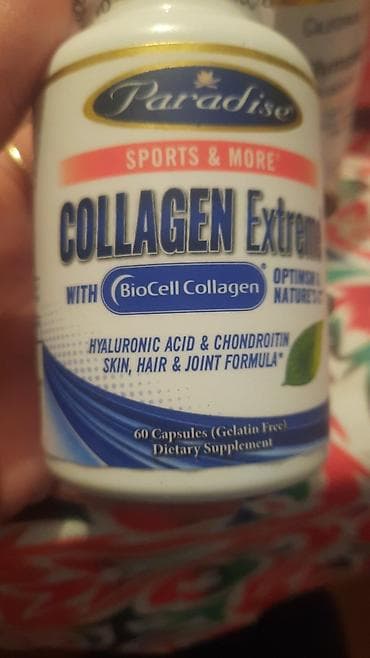 Paradise
SPORTS & MORE
COLLAGEN Extrem
WITH BioCell Collagen®
HYALURONIC ACID & CHONDROITIN
SKIN, HAIR & JOINT FORMULA*
60 Capsules (Gelatin Free)
Dietary Supplement